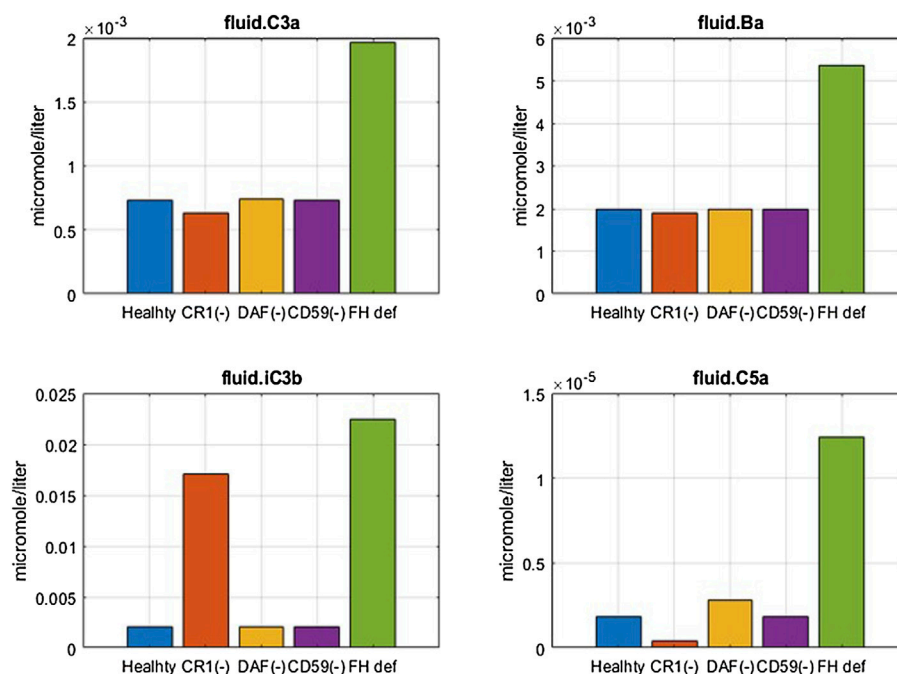 fluid.C3a
× 10-3
2
1.5
1
0.5
0
micromole/liter
Healhty CR1(-) DAF(-) CD59(-) FH def
fluid.Ba
× 10-3
6
5
4
3
2
1
0
micromole/liter
Healhty CR1(-) DAF(-) CD59(-) FH def
fluid.iC3b
0.025
0.02
0.015
0.01
0.005
0
micromole/liter
Healhty CR1(-) DAF(-) CD59(-) FH def
fluid.C5a
× 10-5
1.5
1
0.5
0
micromole/liter
Healhty CR1(-) DAF(-) CD59(-) FH def